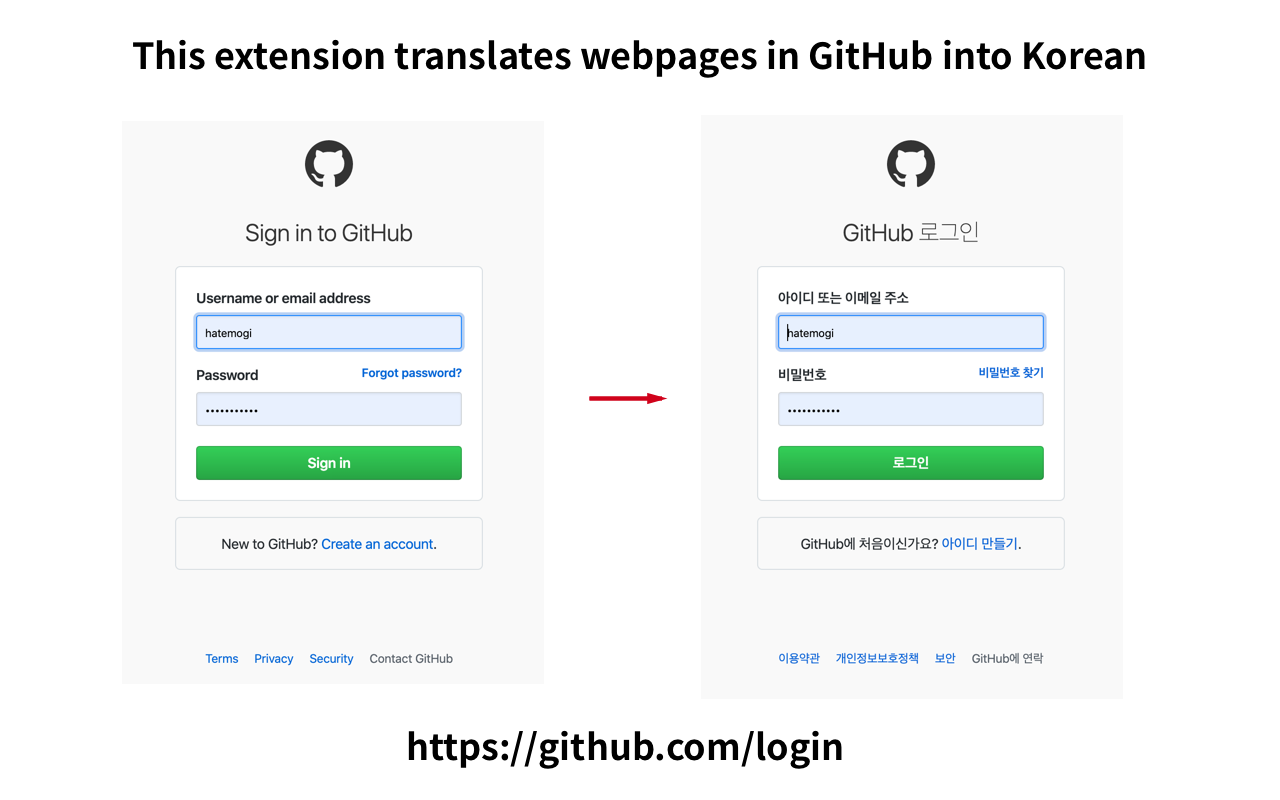 This extension translates webpages in GitHub into Korean
Sign in to GitHub
Username or email address
hatemogi
Password Forgot password?
•••••••••••
Sign in
New to GitHub? Create an account.
Terms Privacy Security Contact GitHub
GitHub 로그인
아이디 또는 이메일 주소
hatemogi
비밀번호 비밀번호 찾기
•••••••••••
로그인
GitHub에 처음이신가요? 아이디 만들기.
이용약관 개인정보보호정책 보안 GitHub에 연락
https://github.com/login